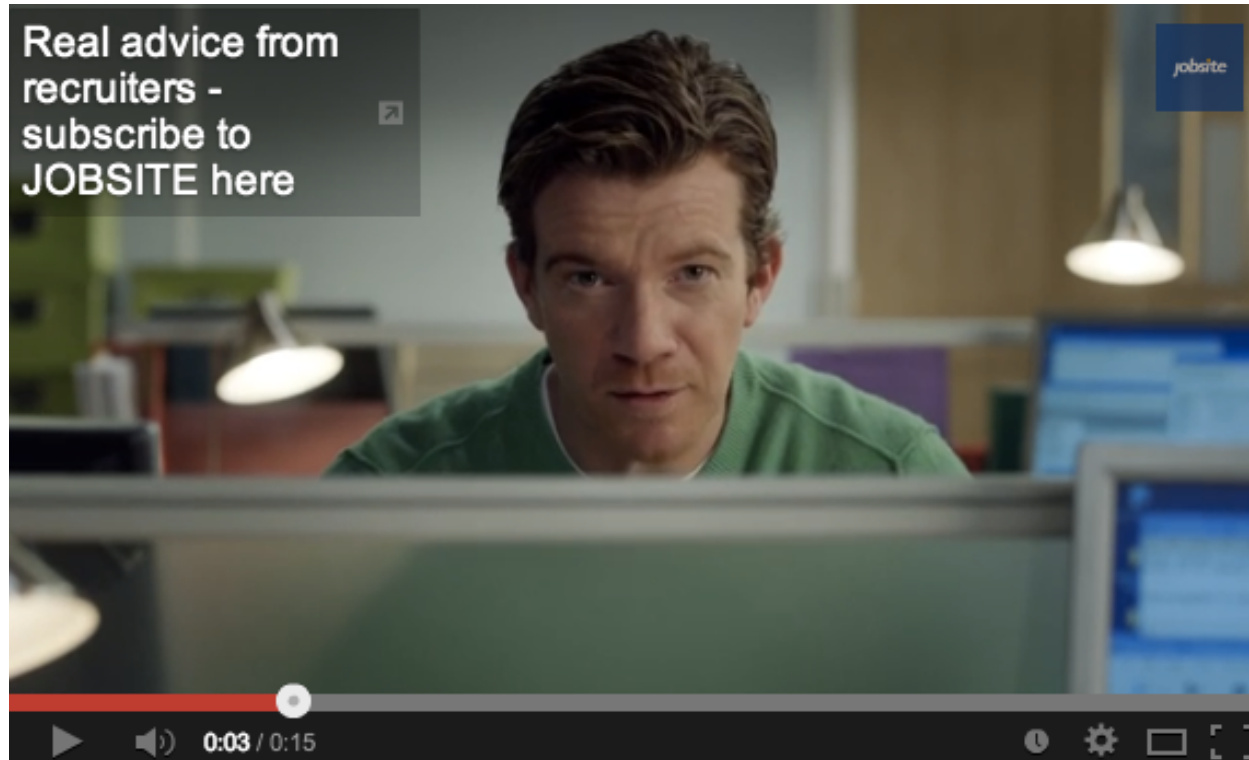 Real advice from
recruiters -
subscribe to
JOBSITE here
jobsite
0:03 / 0:15